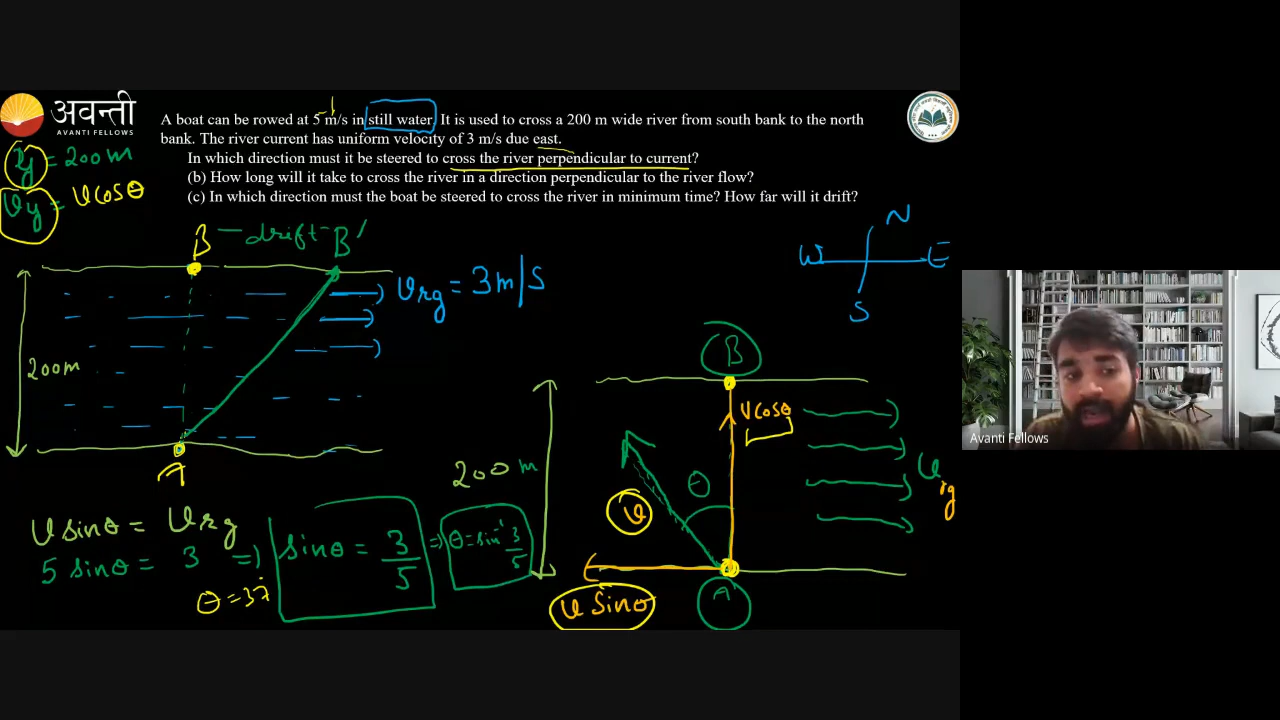 अवन्ती
AVANTI FELLOWS
A boat can be rowed at 5 m/s in still water. It is used to cross a 200 m wide river from south bank to the north
bank. The river current has uniform velocity of 3 m/s due east.
In which direction must it be steered to cross the river perpendicular to current?
(b) How long will it take to cross the river in a direction perpendicular to the river flow?
(c) In which direction must the boat be steered to cross the river in minimum time? How far will it drift?
= 200 m
vy = v cosθ
B — drift - B'
vrg = 3 m/s
200m
A
N
W E
S
B
v cosθ
θ
200 m
v
vrg
v sinθ
A
v sinθ = vrg
5 sinθ = 3 => sinθ = 3/5 => θ = sin⁻¹ 3/5
θ = 37°
Avanti Fellows